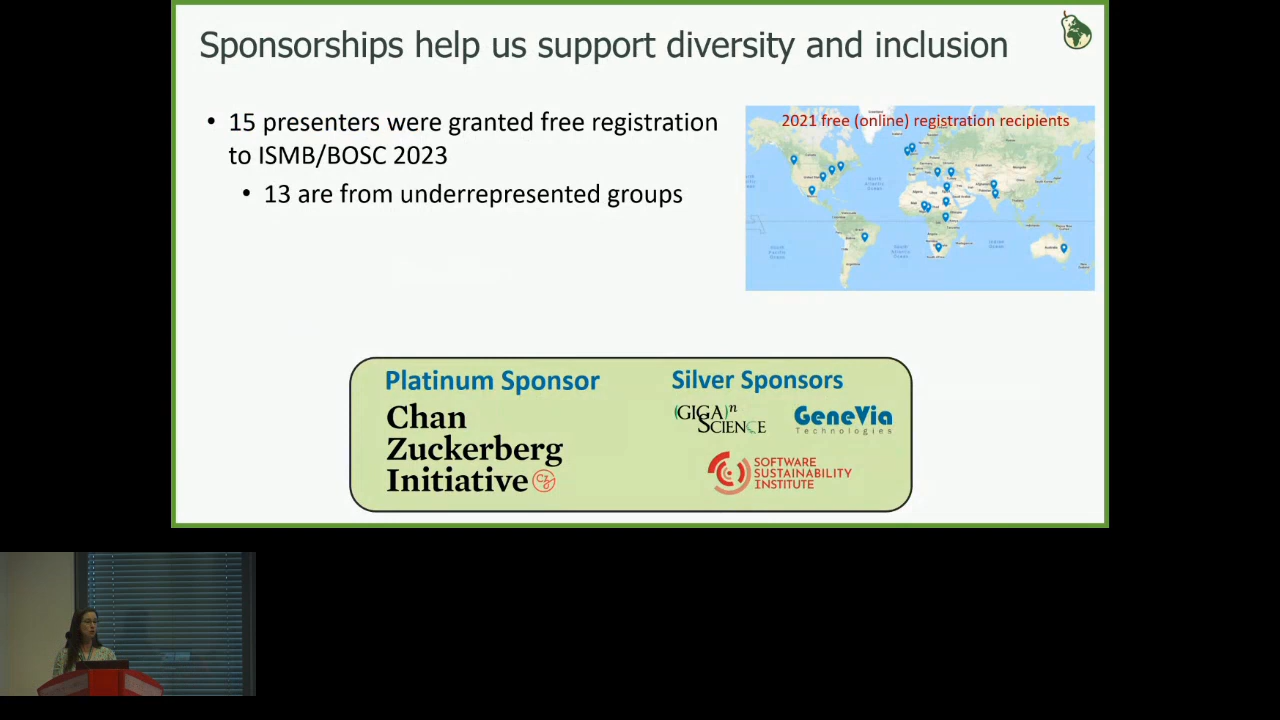 Sponsorships help us support diversity and inclusion
• 15 presenters were granted free registration
to ISMB/BOSC 2023
• 13 are from underrepresented groups
2021 free (online) registration recipients
Platinum Sponsor
Chan
Zuckerberg
Initiative
CZI
Silver Sponsors
(GIGA)n
SCIENCE
GeneVia
Technologies
SOFTWARE
SUSTAINABILITY
INSTITUTE